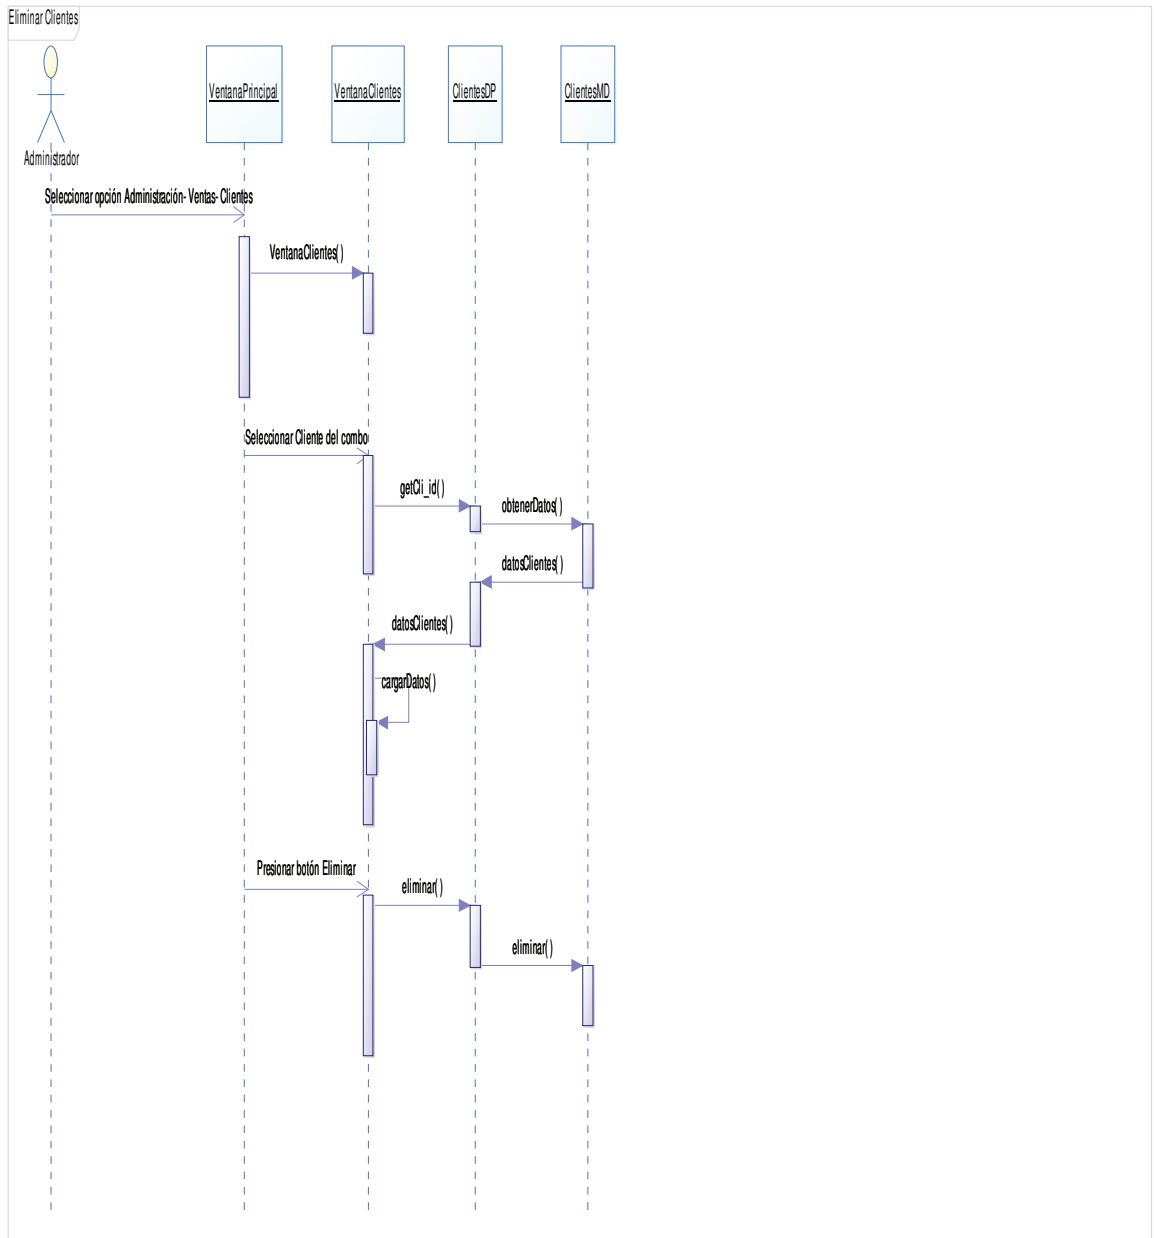 Eliminar Clientes
Administrador
VentanaPrincipal
VentanaClientes
ClientesDP
ClientesMD
Seleccionar opción Administración- Ventas- Clientes
VentanaClientes( )
Seleccionar Cliente del combo
getCli_id( )
obtenerDatos( )
datosClientes( )
datosClientes( )
cargarDatos( )
Presionar botón Eliminar
eliminar( )
eliminar( )